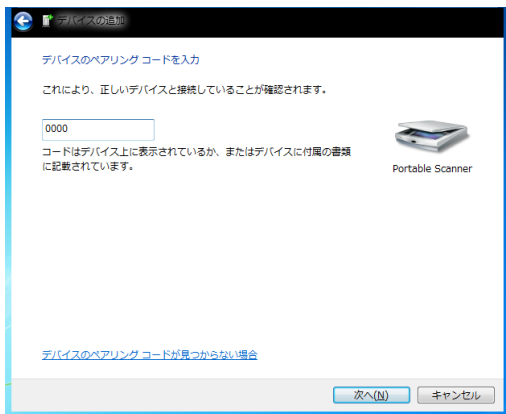 デバイスの追加
デバイスのペアリング コードを入力
これにより、正しいデバイスと接続していることが確認されます。
0000
コードはデバイス上に表示されているか、またはデバイスに付属の書類
に記載されています。
Portable Scanner
デバイスのペアリング コードが見つからない場合
次へ(N)
キャンセル